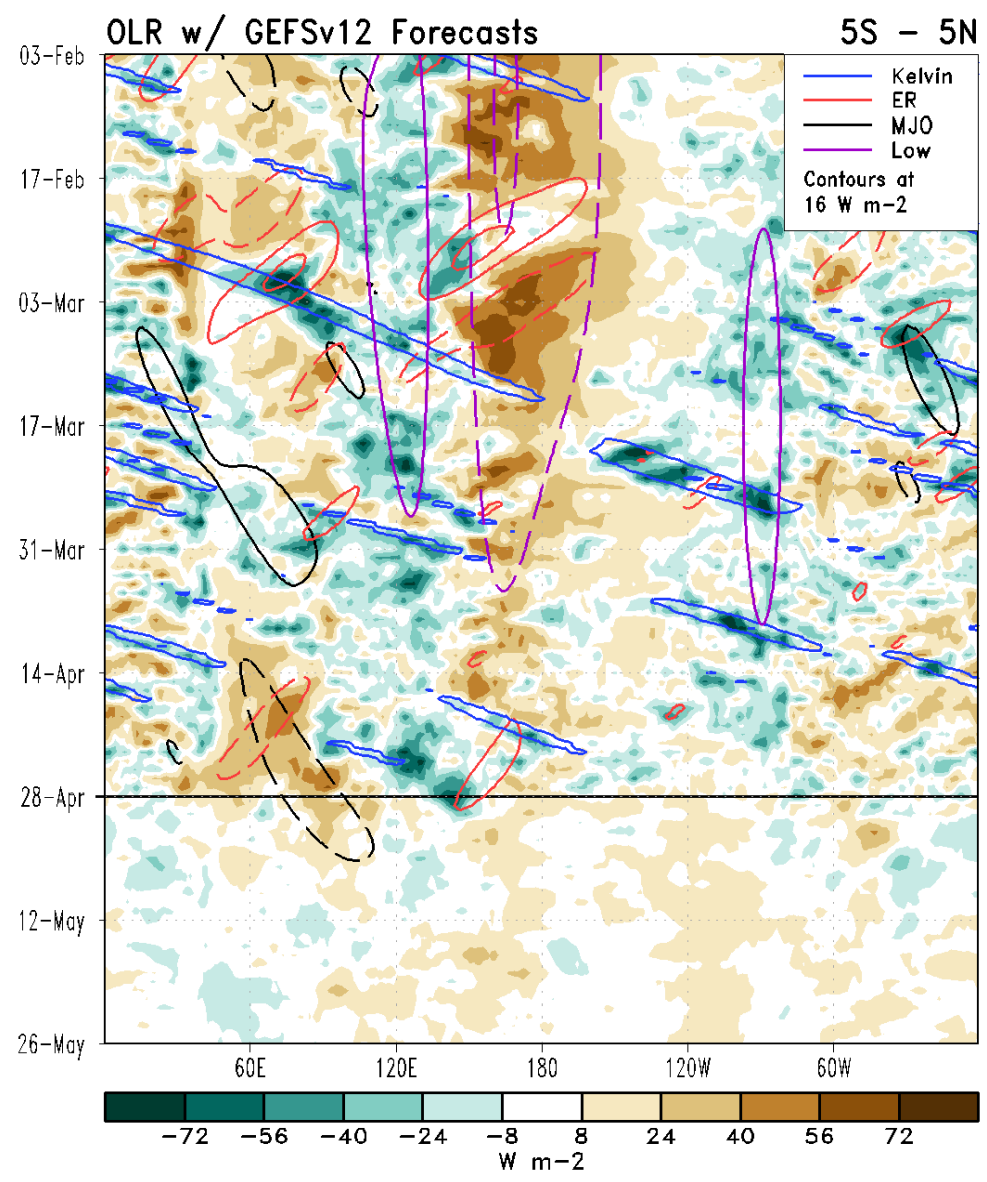 OLR w/ GEFSv12 Forecasts 5S - 5N
03-Feb
17-Feb
03-Mar
17-Mar
31-Mar
14-Apr
28-Apr
12-May
26-May
Kelvin
ER
MJO
Low
Contours at
16 W m-2
60E 120E 180 120W 60W
-72 -56 -40 -24 -8 8 24 40 56 72
W m-2